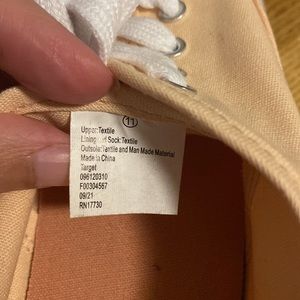 11
Upper:Textile
Lining Sock:Textile
Outsole:Textile and Man Made Material
Made in China
Target
096120310
F00304567
09/21
RN17730